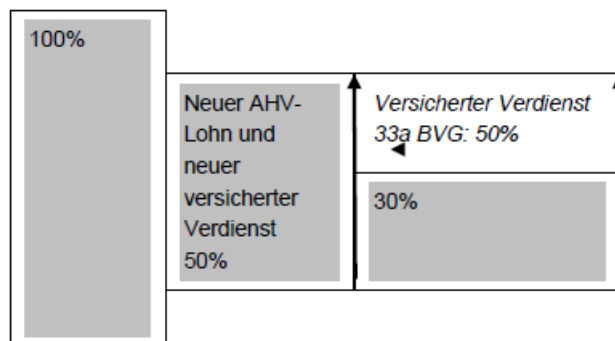 100%
Neuer AHV-
Lohn und
neuer
versicherter
Verdienst
50%
Versicherter Verdienst
33a BVG: 50%
30%